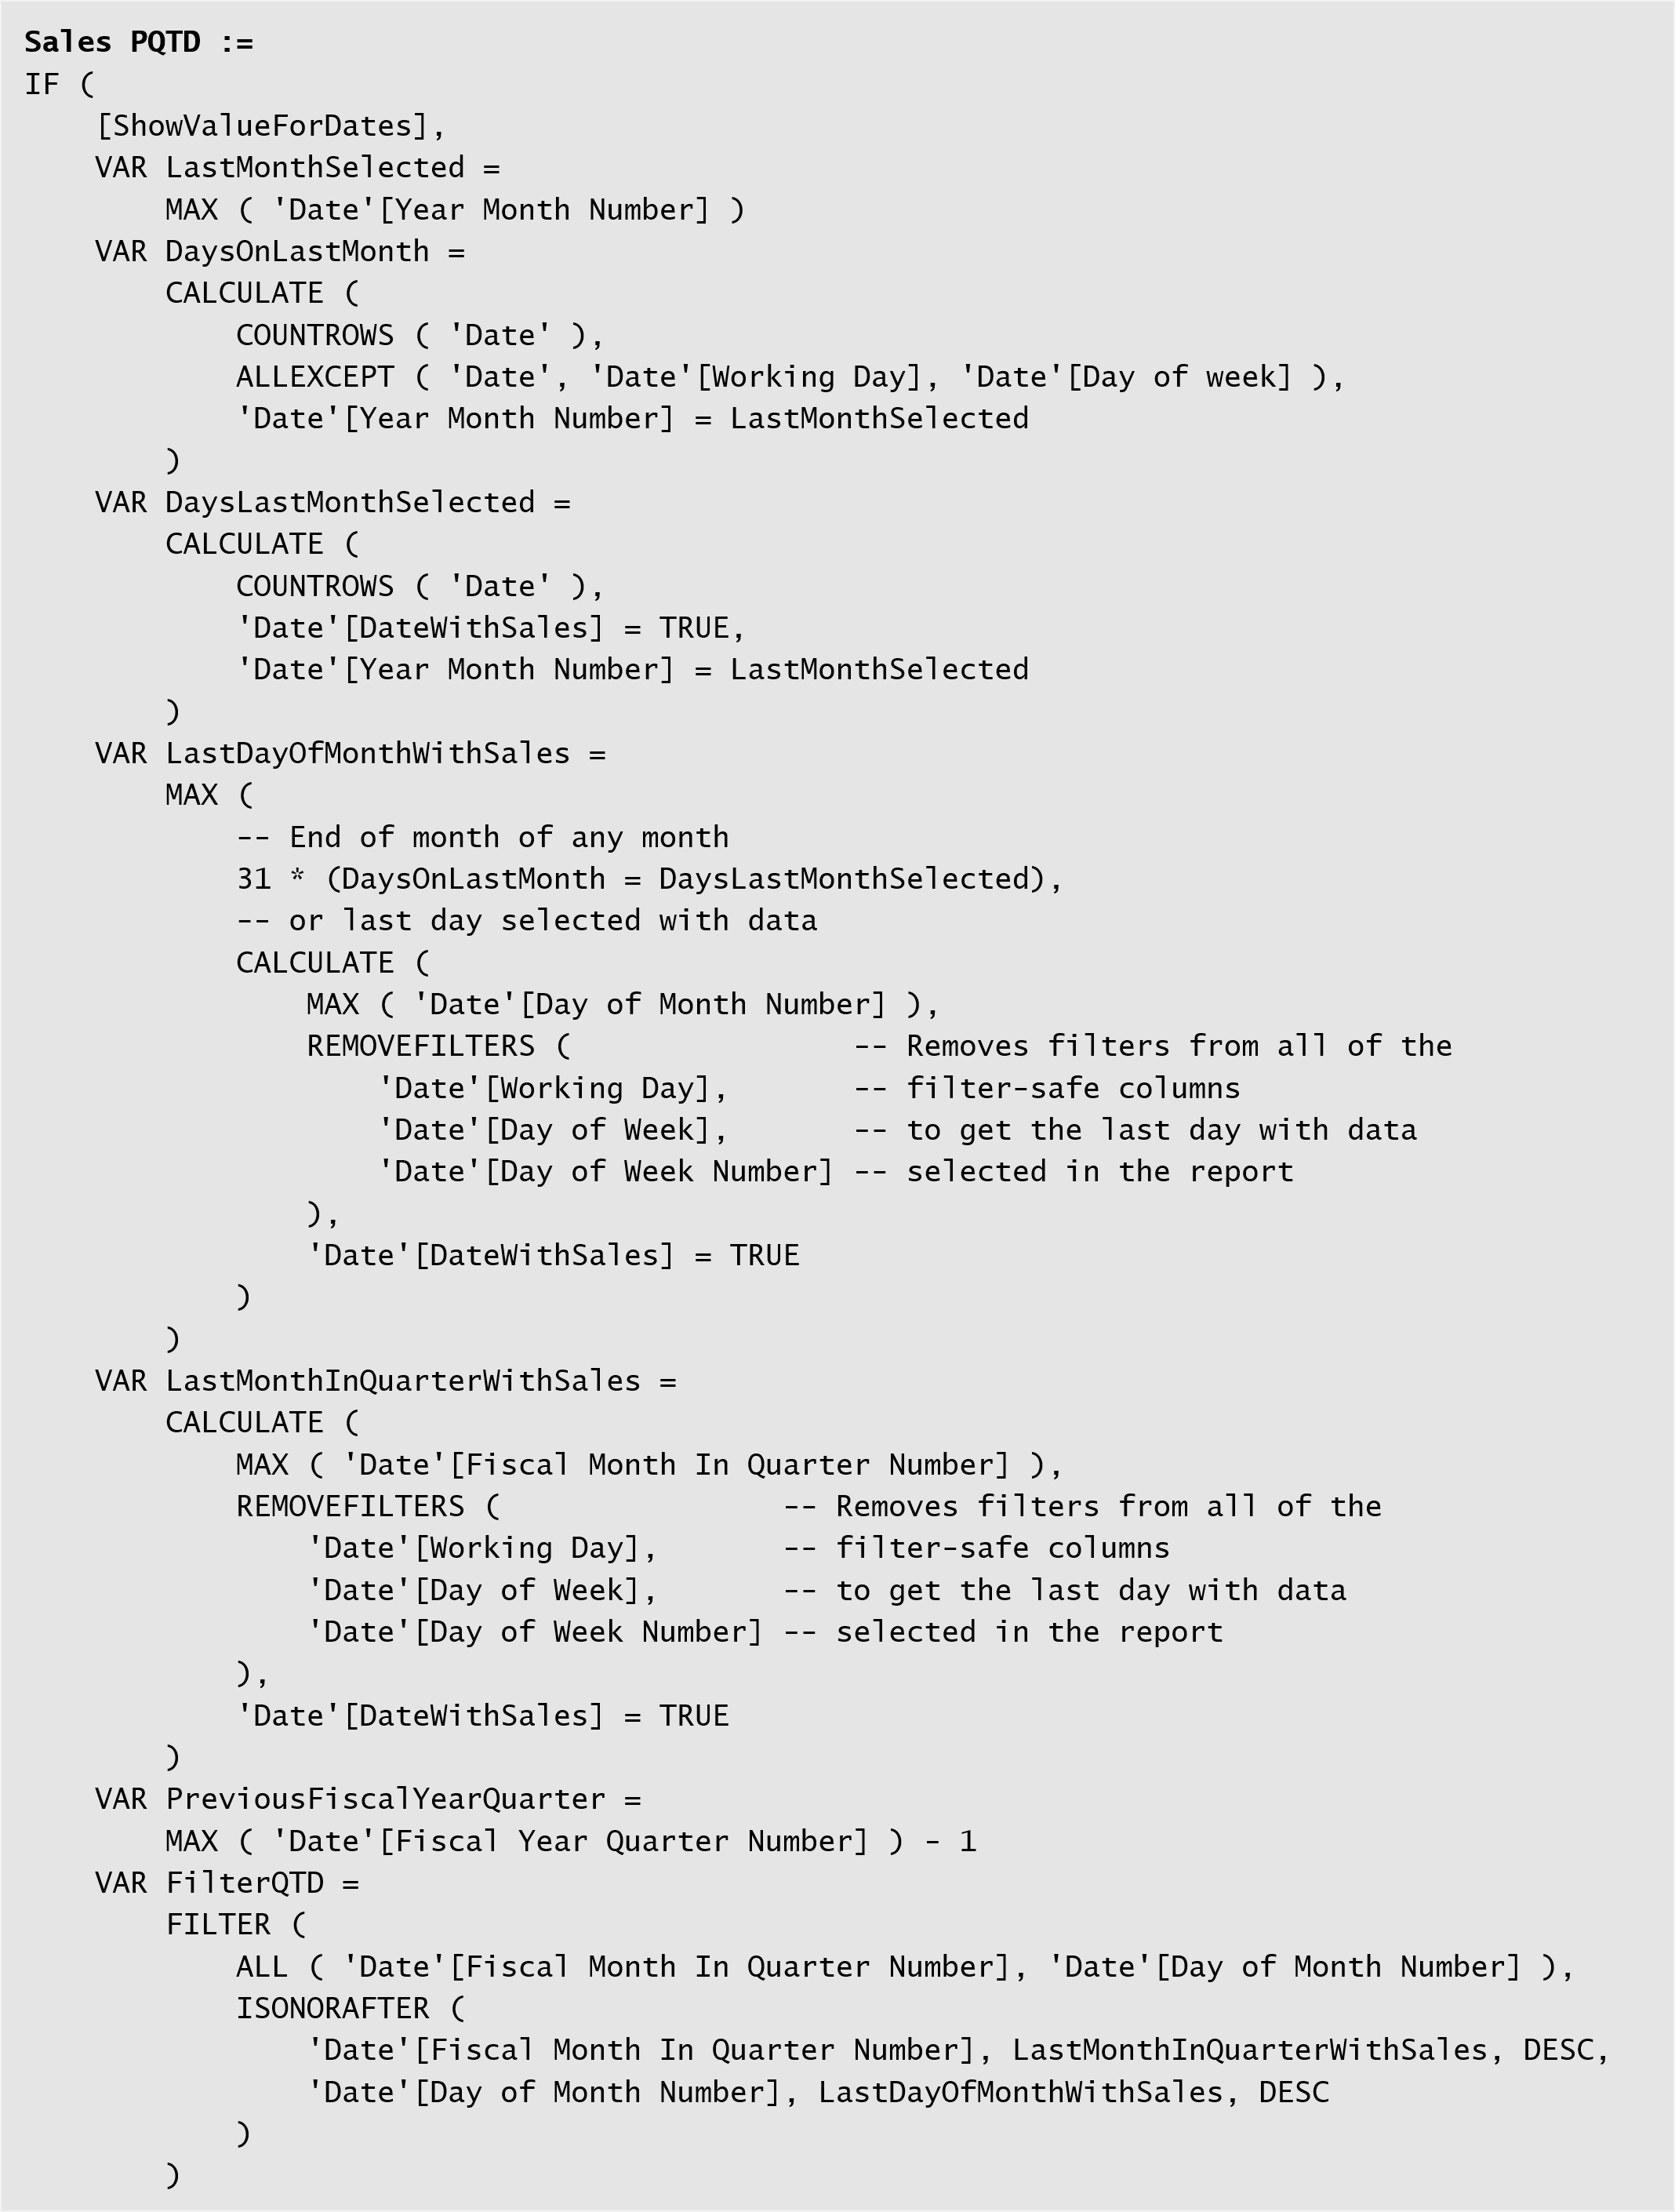 Sales PQTD :=
IF (
    [ShowValueForDates],
    VAR LastMonthSelected =
        MAX ( 'Date'[Year Month Number] )
    VAR DaysOnLastMonth =
        CALCULATE (
            COUNTROWS ( 'Date' ),
            ALLEXCEPT ( 'Date', 'Date'[Working Day], 'Date'[Day of week] ),
            'Date'[Year Month Number] = LastMonthSelected
        )
    VAR DaysLastMonthSelected =
        CALCULATE (
            COUNTROWS ( 'Date' ),
            'Date'[DateWithSales] = TRUE,
            'Date'[Year Month Number] = LastMonthSelected
        )
    VAR LastDayOfMonthWithSales =
        MAX (
            -- End of month of any month
            31 * (DaysOnLastMonth = DaysLastMonthSelected),
            -- or last day selected with data
            CALCULATE (
                MAX ( 'Date'[Day of Month Number] ),
                REMOVEFILTERS (                -- Removes filters from all of the
                    'Date'[Working Day],       -- filter-safe columns
                    'Date'[Day of Week],       -- to get the last day with data
                    'Date'[Day of Week Number] -- selected in the report
                ),
                'Date'[DateWithSales] = TRUE
            )
        )
    VAR LastMonthInQuarterWithSales =
        CALCULATE (
            MAX ( 'Date'[Fiscal Month In Quarter Number] ),
            REMOVEFILTERS (                -- Removes filters from all of the
                'Date'[Working Day],       -- filter-safe columns
                'Date'[Day of Week],       -- to get the last day with data
                'Date'[Day of Week Number] -- selected in the report
            ),
            'Date'[DateWithSales] = TRUE
        )
    VAR PreviousFiscalYearQuarter =
        MAX ( 'Date'[Fiscal Year Quarter Number] ) - 1
    VAR FilterQTD =
        FILTER (
            ALL ( 'Date'[Fiscal Month In Quarter Number], 'Date'[Day of Month Number] ),
            ISONORAFTER (
                'Date'[Fiscal Month In Quarter Number], LastMonthInQuarterWithSales, DESC,
                'Date'[Day of Month Number], LastDayOfMonthWithSales, DESC
            )
        )